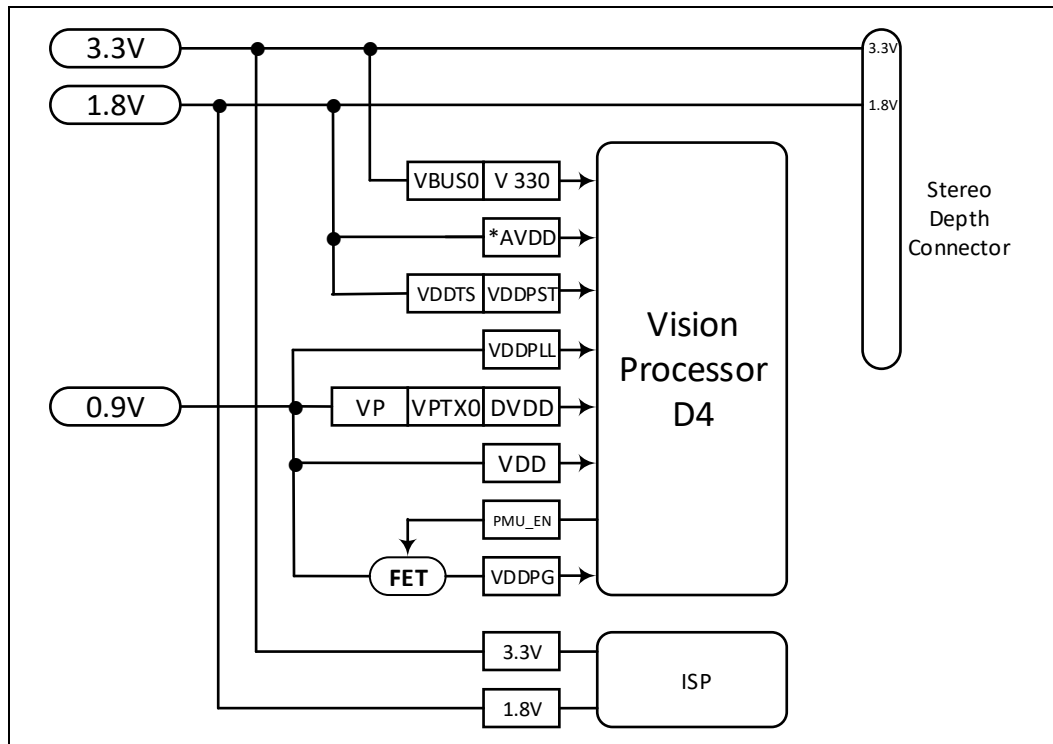 3.3V
3.3V
1.8V
1.8V
VBUS0 V 330
*AVDD
VDDTS VDDPST
Stereo
Depth
Connector
Vision
Processor
D4
VDDPLL
0.9V
VP VPTX0 DVDD
VDD
PMU_EN
FET
VDDPG
3.3V
ISP
1.8V